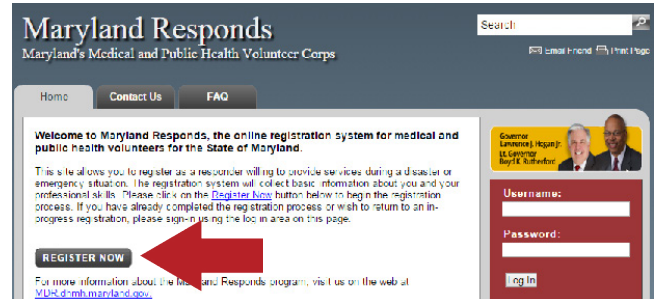 Maryland Responds
Maryland's Medical and Public Health Volunteer Corps
Search
Email Friend Print Page
Home
Contact Us
FAQ
Welcome to Maryland Responds, the online registration system for medical and
public health volunteers for the State of Maryland.
This site allows you to register as a responder willing to provide services during a disaster or
emergency situation. The registration system will collect basic information about you and your
professional skills. Please click on the Register Now button below to begin the registration
process. If you have already completed the registration process or wish to return to an in-
progress registration, please sign-in using the log in area on this page.
REGISTER NOW
For more information about the Maryland Responds program, visit us on the web at
MDR.dhmh.maryland.gov.
Governor
Lawrence J. Hogan Jr.
Lt. Governor
Boyd K. Rutherford
Username:
Password:
Log In